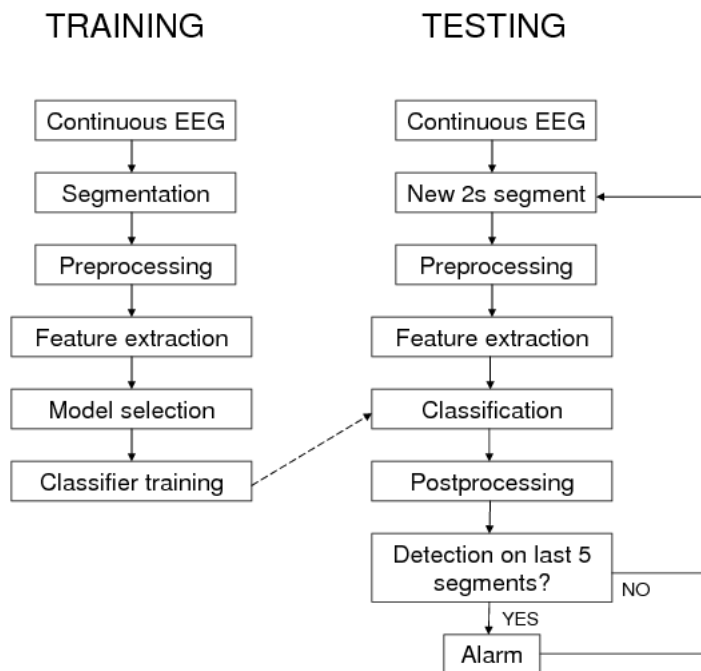 TRAINING
Continuous EEG
Segmentation
Preprocessing
Feature extraction
Model selection
Classifier training
TESTING
Continuous EEG
New 2s segment
Preprocessing
Feature extraction
Classification
Postprocessing
Detection on last 5
segments?
NO
YES
Alarm